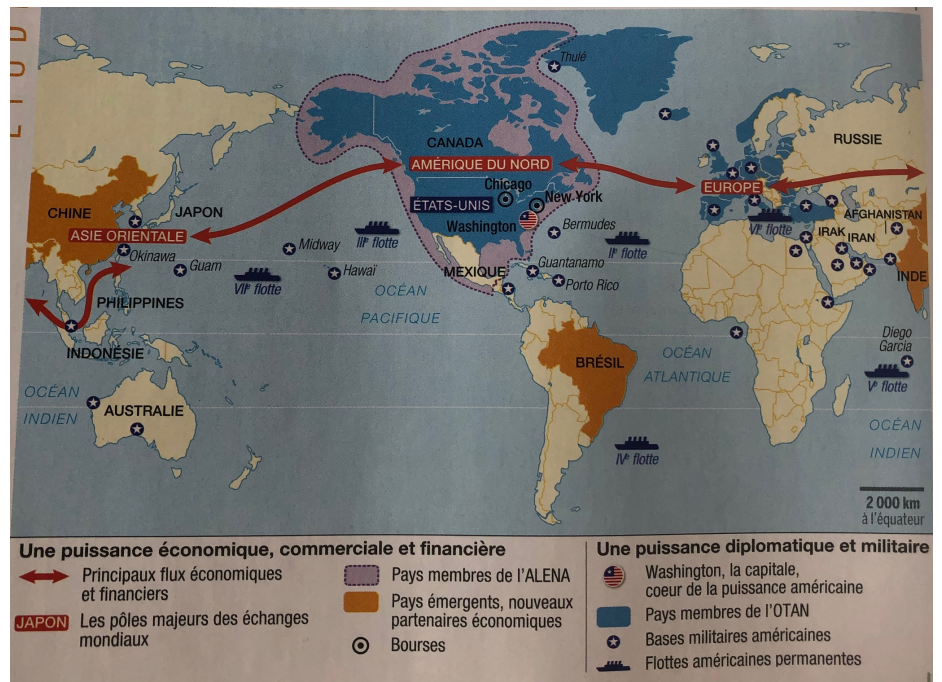 Thulé
CANADA
RUSSIE
AMÉRIQUE DU NORD
EUROPE
Chicago
New York
ÉTATS-UNIS
Washington
CHINE
JAPON
ASIE ORIENTALE
Okinawa
Guam
Midway
Hawaï
IIIe flotte
VIIe flotte
Bermudes
IIe flotte
VIe flotte
AFGHANISTAN
IRAK
IRAN
INDE
MEXIQUE
Guantanamo
Porto Rico
PHILIPPINES
OCÉAN
PACIFIQUE
INDONÉSIE
BRÉSIL
OCÉAN
ATLANTIQUE
Diego
Garcia
Ve flotte
OCÉAN
INDIEN
AUSTRALIE
OCÉAN
INDIEN
IVe flotte
2 000 km
à l'équateur
Une puissance économique, commerciale et financière
Principaux flux économiques
et financiers
JAPON
Les pôles majeurs des échanges
mondiaux
Pays membres de l'ALENA
Pays émergents, nouveaux
partenaires économiques
Bourses
Une puissance diplomatique et militaire
Washington, la capitale,
coeur de la puissance américaine
Pays membres de l'OTAN
Bases militaires américaines
Flottes américaines permanentes